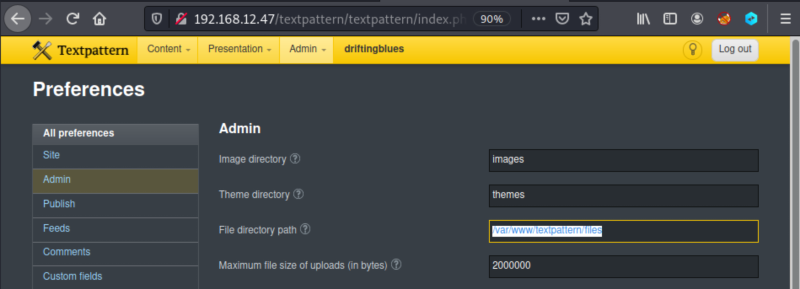 192.168.12.47/textpattern/textpattern/index.ph 90%
Textpattern Content Presentation Admin driftingblues Log out
Preferences
All preferences
Site
Admin
Publish
Feeds
Comments
Custom fields
Admin
Image directory images
Theme directory themes
File directory path /var/www/textpattern/files
Maximum file size of uploads (in bytes) 2000000